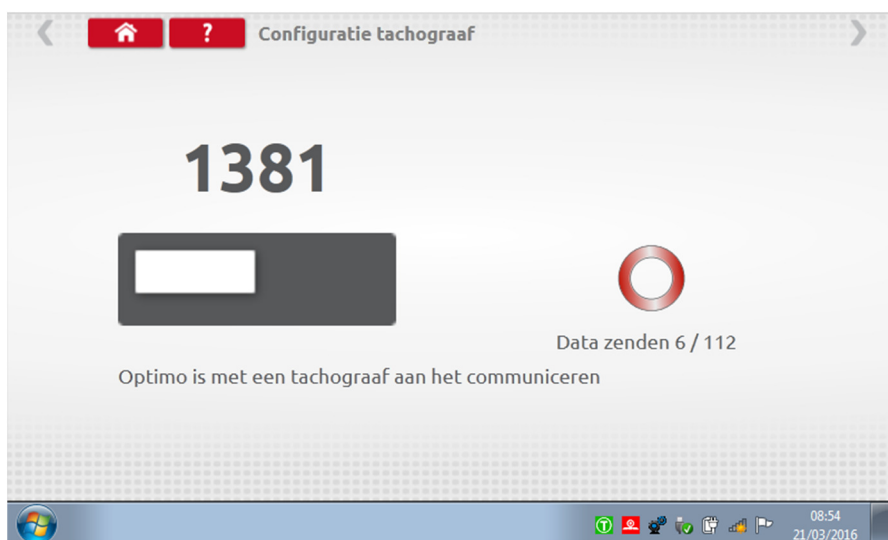 ? Configuratie tachograaf
1381
Data zenden 6 / 112
Optimo is met een tachograaf aan het communiceren
08:54
21/03/2016